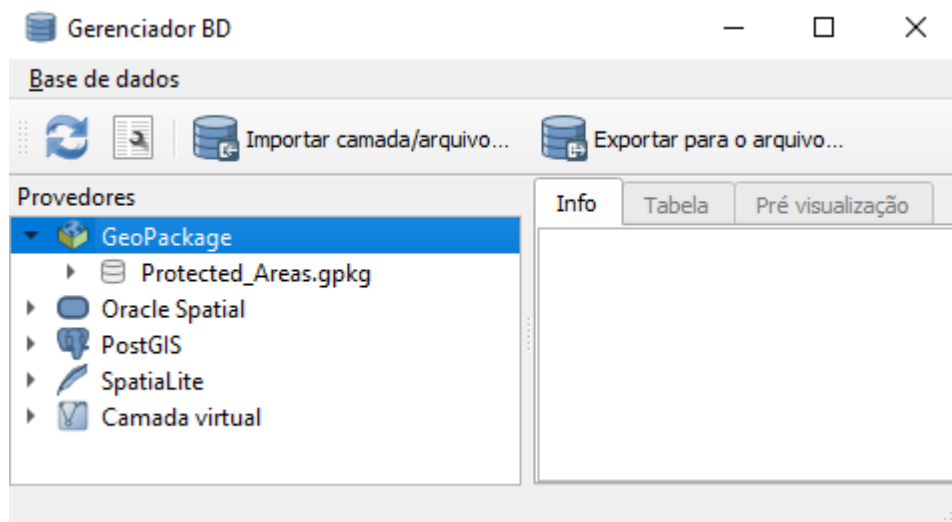 Gerenciador BD
Base de dados
Importar camada/arquivo... Exportar para o arquivo...
Provedores
Info Tabela Pré visualização
GeoPackage
Protected_Areas.gpkg
Oracle Spatial
PostGIS
SpatiaLite
Camada virtual